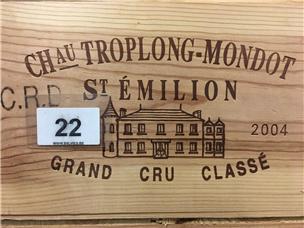 CHAU TROPLONG-MONDOT
ST ÉMILION
C.R.D
22
2004
GRAND CRU CLASSÉ